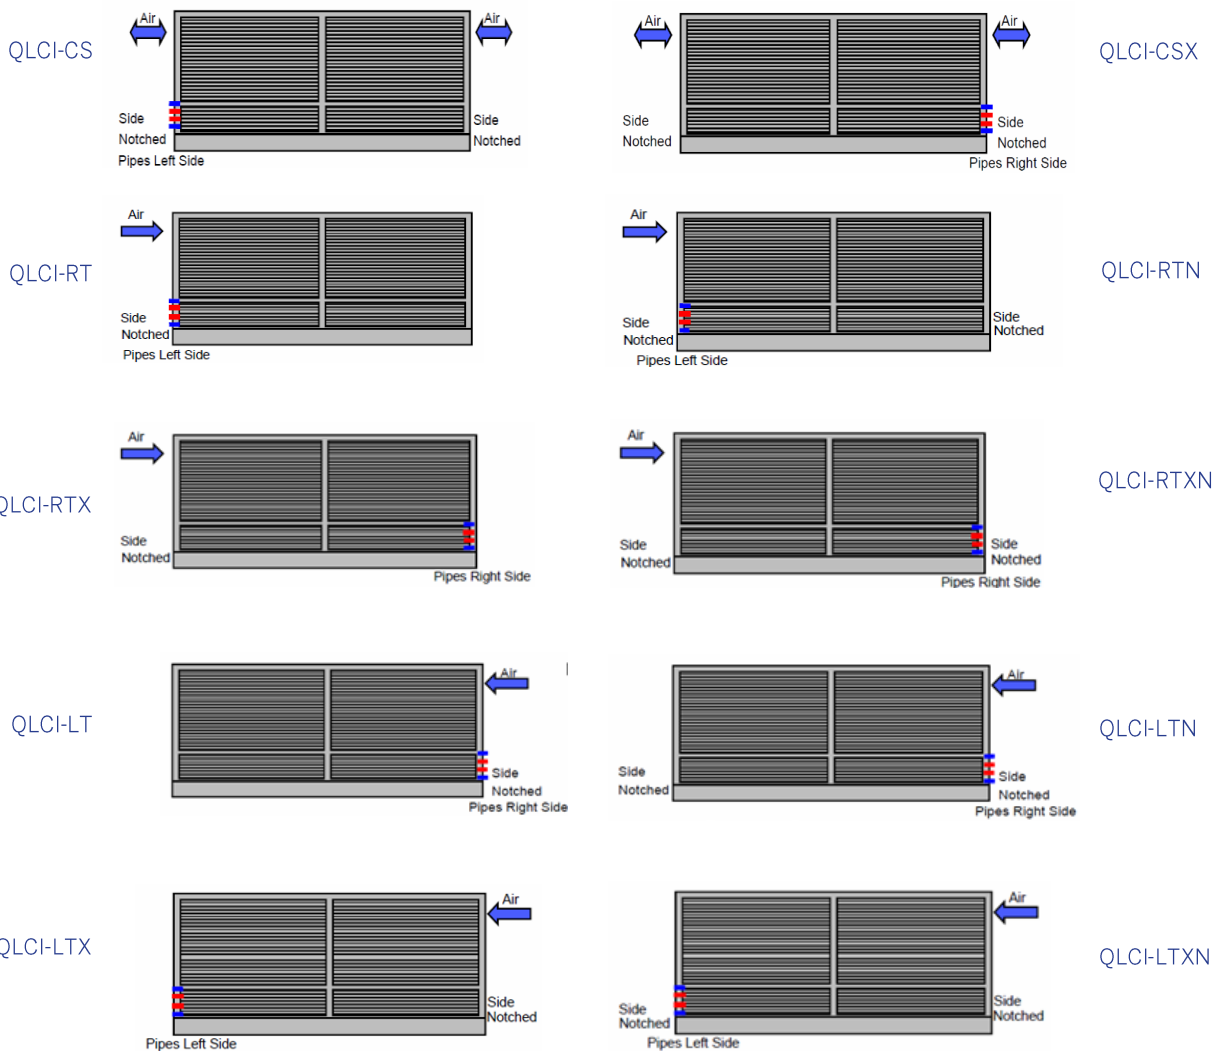 Air
Air
QLCI-CS
Side
Notched
Pipes Left Side
Side
Notched
Air
Air
QLCI-CSX
Side
Notched
Side
Notched
Pipes Right Side
Air
QLCI-RT
Side
Notched
Pipes Left Side
Air
QLCI-RTN
Side
Notched
Pipes Left Side
Side
Notched
Air
QLCI-RTX
Side
Notched
Pipes Right Side
Air
QLCI-RTXN
Side
Notched
Side
Notched
Pipes Right Side
Air
QLCI-LT
Side
Notched
Pipes Right Side
Air
QLCI-LTN
Side
Notched
Side
Notched
Pipes Right Side
Air
QLCI-LTX
Side
Notched
Pipes Left Side
Air
QLCI-LTXN
Side
Notched
Pipes Left Side
Side
Notched